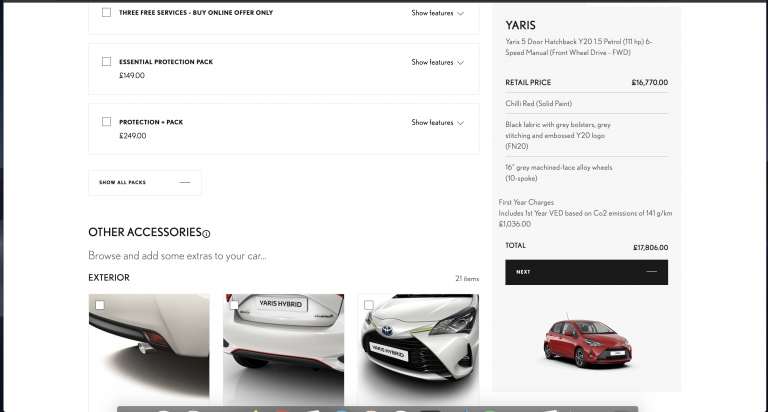 THREE FREE SERVICES - BUY ONLINE OFFER ONLY
Show features
ESSENTIAL PROTECTION PACK
Show features
£149.00
PROTECTION + PACK
Show features
£249.00
SHOW ALL PACKS
OTHER ACCESSORIES
Browse and add some extras to your car...
EXTERIOR
21 items
YARIS HYBRID
YARIS HYBRID
YARIS
Yaris 5 Door Hatchback Y20 1.5 Petrol (111 hp) 6-
Speed Manual (Front Wheel Drive - FWD)
RETAIL PRICE
£16,770.00
Chilli Red (Solid Paint)
Black fabric with grey bolsters, grey
stitching and embossed Y20 logo
(FN20)
16" grey machined-face alloy wheels
(10-spoke)
First Year Charges
Includes 1st Year VED based on Co2 emissions of 141 g/km
£1,036.00
TOTAL
£17,806.00
NEXT